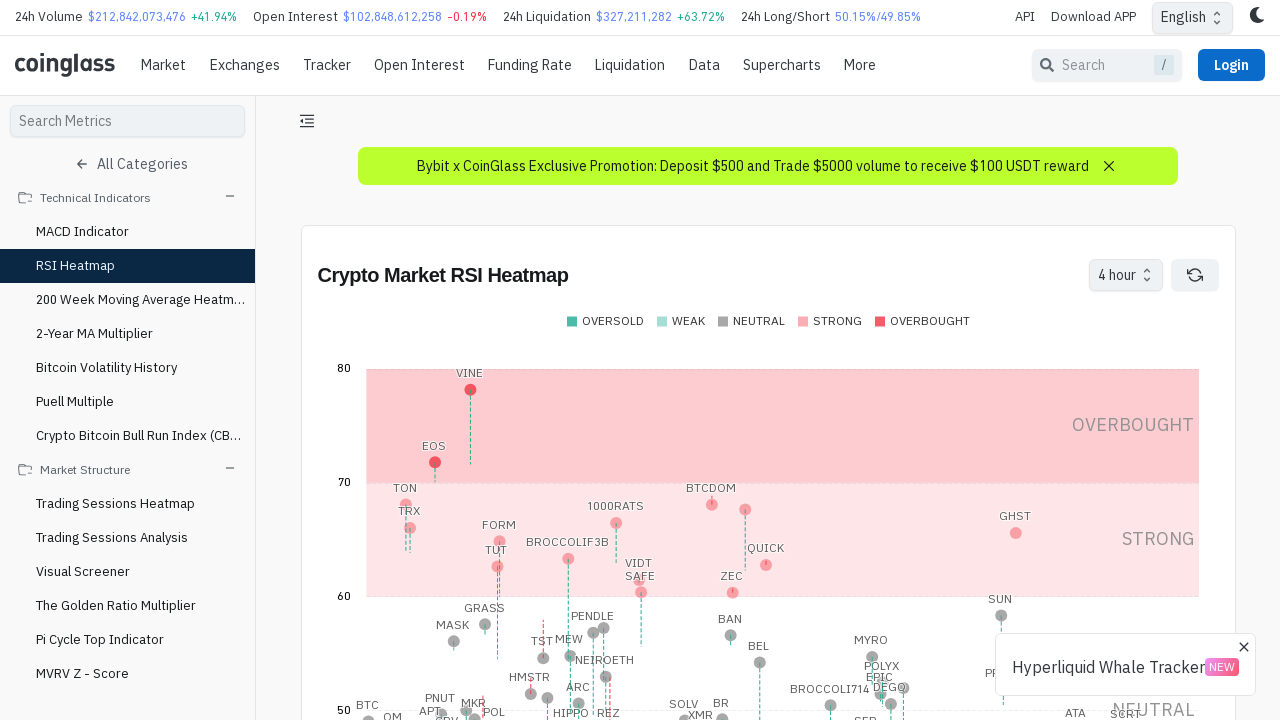 24h Volume $212,842,073,476 +41.94% Open Interest $102,848,612,258 -0.19% 24h Liquidation $327,211,282 +63.72% 24h Long/Short 50.15%/49.85% API Download APP English
coinglass Market Exchanges Tracker Open Interest Funding Rate Liquidation Data Supercharts More Search / Login
Search Metrics
All Categories
Technical Indicators
MACD Indicator
RSI Heatmap
200 Week Moving Average Heatm...
2-Year MA Multiplier
Bitcoin Volatility History
Puell Multiple
Crypto Bitcoin Bull Run Index (CB...
Market Structure
Trading Sessions Heatmap
Trading Sessions Analysis
Visual Screener
The Golden Ratio Multiplier
Pi Cycle Top Indicator
MVRV Z - Score
Bybit x CoinGlass Exclusive Promotion: Deposit $500 and Trade $5000 volume to receive $100 USDT reward
Crypto Market RSI Heatmap 4 hour
OVERSOLD WEAK NEUTRAL STRONG OVERBOUGHT
80
VINE
OVERBOUGHT
EOS
70
TON BTCDOM
TRX 1000RATS GHST
FORM
STRONG
BROCCOLIF3B
TUT QUICK
VIDT
SAFE ZEC
60
SUN
GRASS
PENDLE
MASK BAN
TST MEW MYRO
BEL
NEIROETH POLYX
HMSTR EPIC
ARC BROCCOLI714 DEGO
PNUT MKR
BTC SOLV BR
50 APT POL HIPPO REZ NEUTRAL ATA
OM XMR
Hyperliquid Whale Tracker NEW